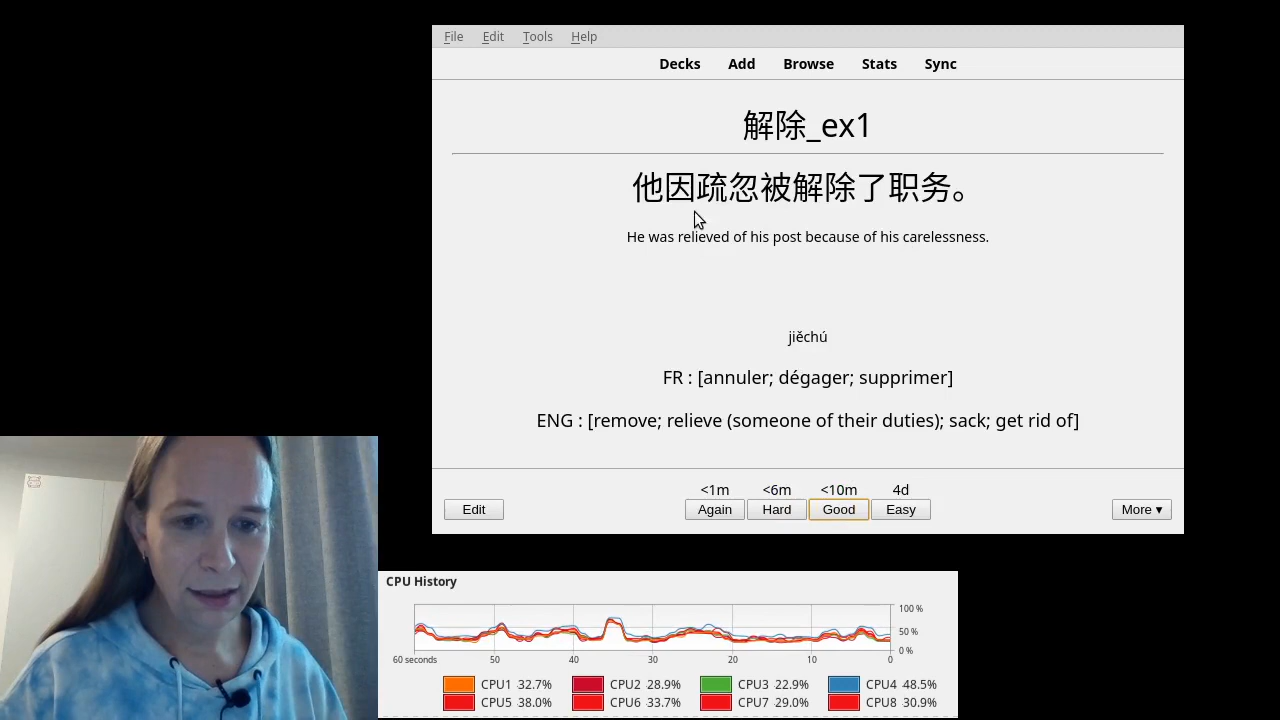 File Edit Tools Help
Decks Add Browse Stats Sync
解除_ex1
他因疏忽被解除了职务。
He was relieved of his post because of his carelessness.
jiěchú
FR : [annuler; dégager; supprimer]
ENG : [remove; relieve (someone of their duties); sack; get rid of]
<1m <6m <10m 4d
Edit Again Hard Good Easy More ▾
CPU History
100 %
50 %
0 %
60 seconds 50 40 30 20 10 0
CPU1 32.7% CPU2 28.9% CPU3 22.9% CPU4 48.5%
CPU5 38.0% CPU6 33.7% CPU7 29.0% CPU8 30.9%